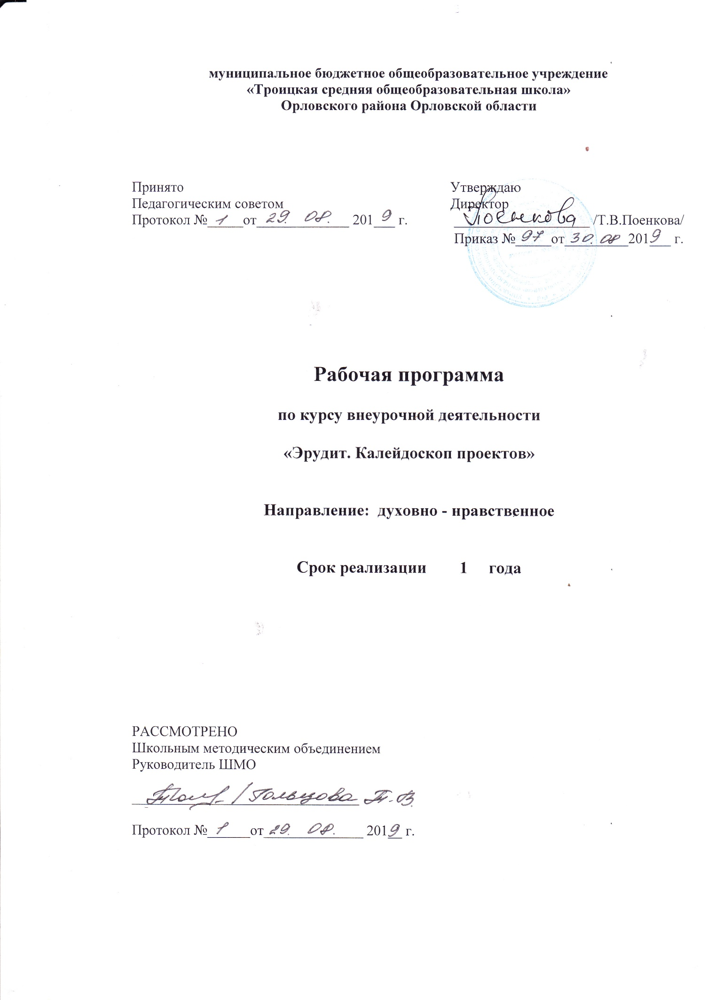 муниципальное бюджетное общеобразовательное учреждение
«Троицкая средняя общеобразовательная школа»
Орловского района Орловской области
Принято
Педагогическим советом
Протокол № 1 от 29. 08. 2019 г.
Утверждаю
Директор
Поенкова /Т.В.Поенкова/
Приказ № 97 от 30. 08 2019 г.
Рабочая программа
по курсу внеурочной деятельности
«Эрудит. Калейдоскоп проектов»
Направление: духовно - нравственное
Срок реализации 1 года
РАССМОТРЕНО
Школьным методическим объединением
Руководитель ШМО
/ Гольцова Т.В.
Протокол № 1 от 29. 08. 2019 г.